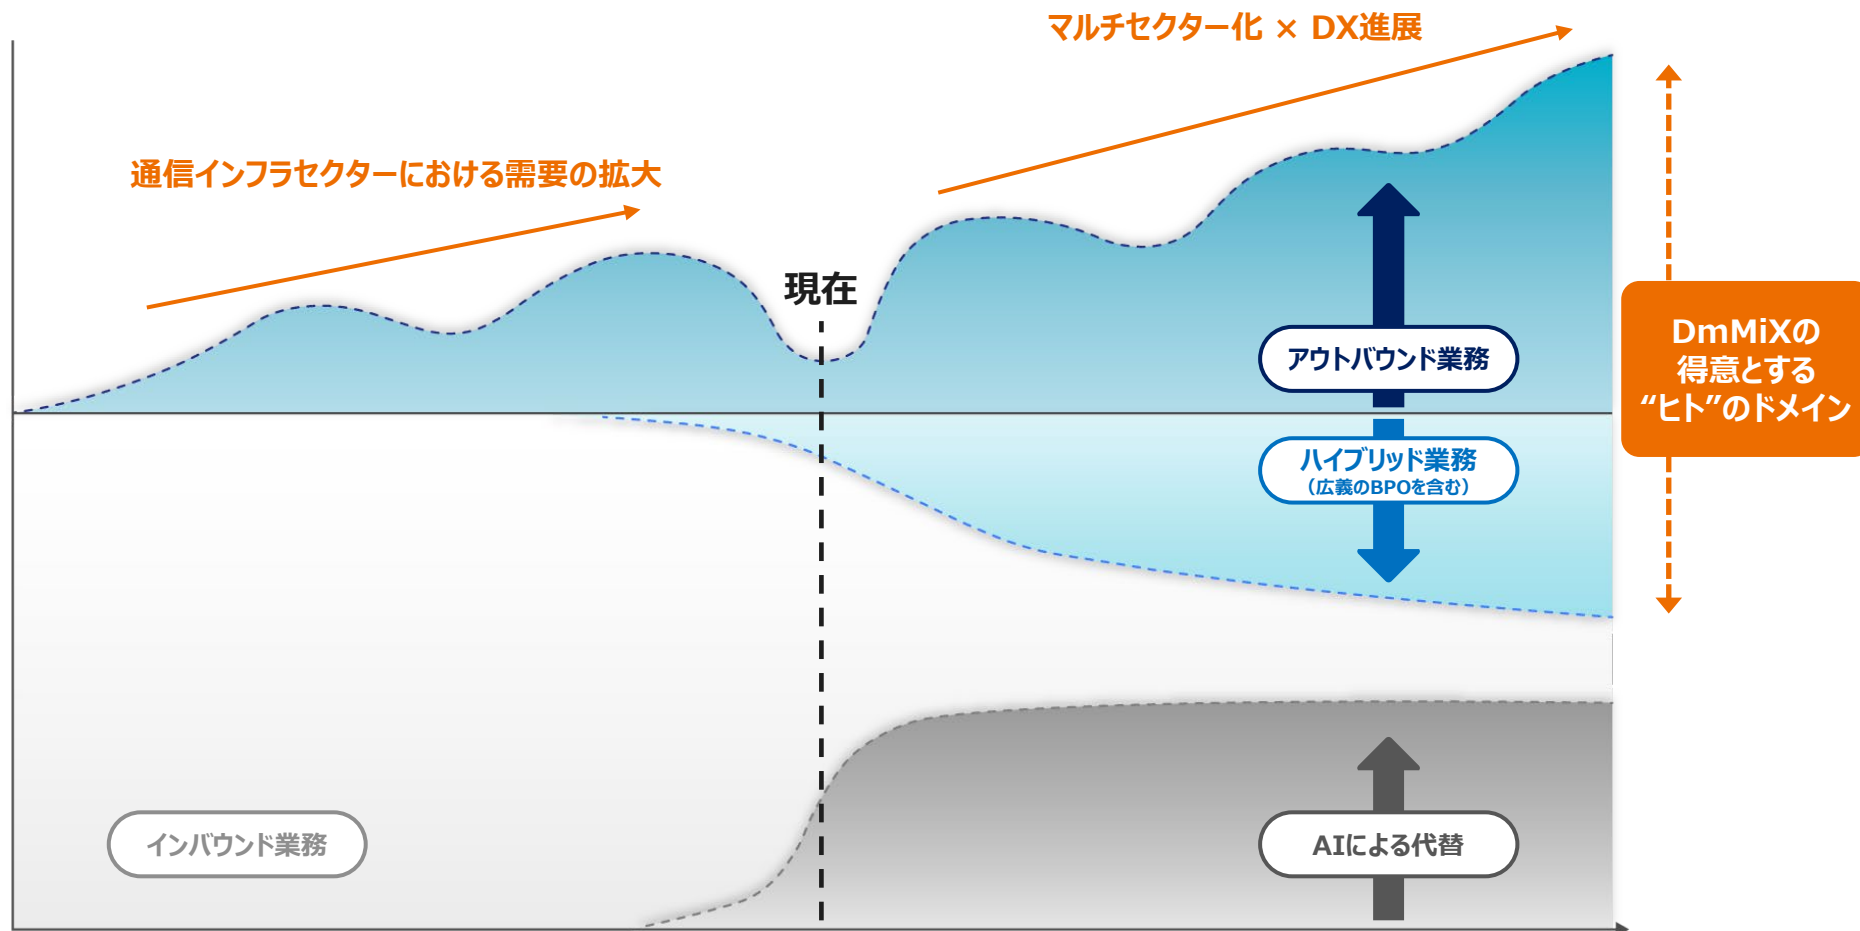 マルチセクター化 × DX進展
通信インフラセクターにおける需要の拡大
現在
アウトバウンド業務
ハイブリッド業務
（広義のBPOを含む）
DmMiXの
得意とする
“ヒト”のドメイン
インバウンド業務
AIによる代替